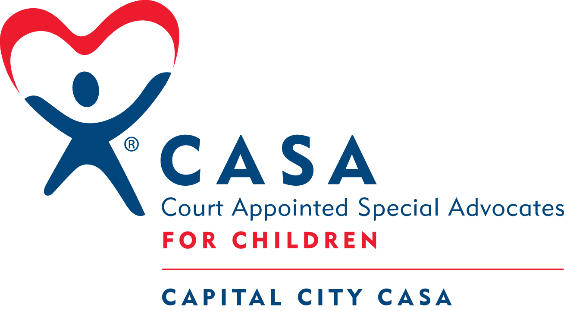 ®
CASA
Court Appointed Special Advocates
FOR CHILDREN
CAPITAL CITY CASA